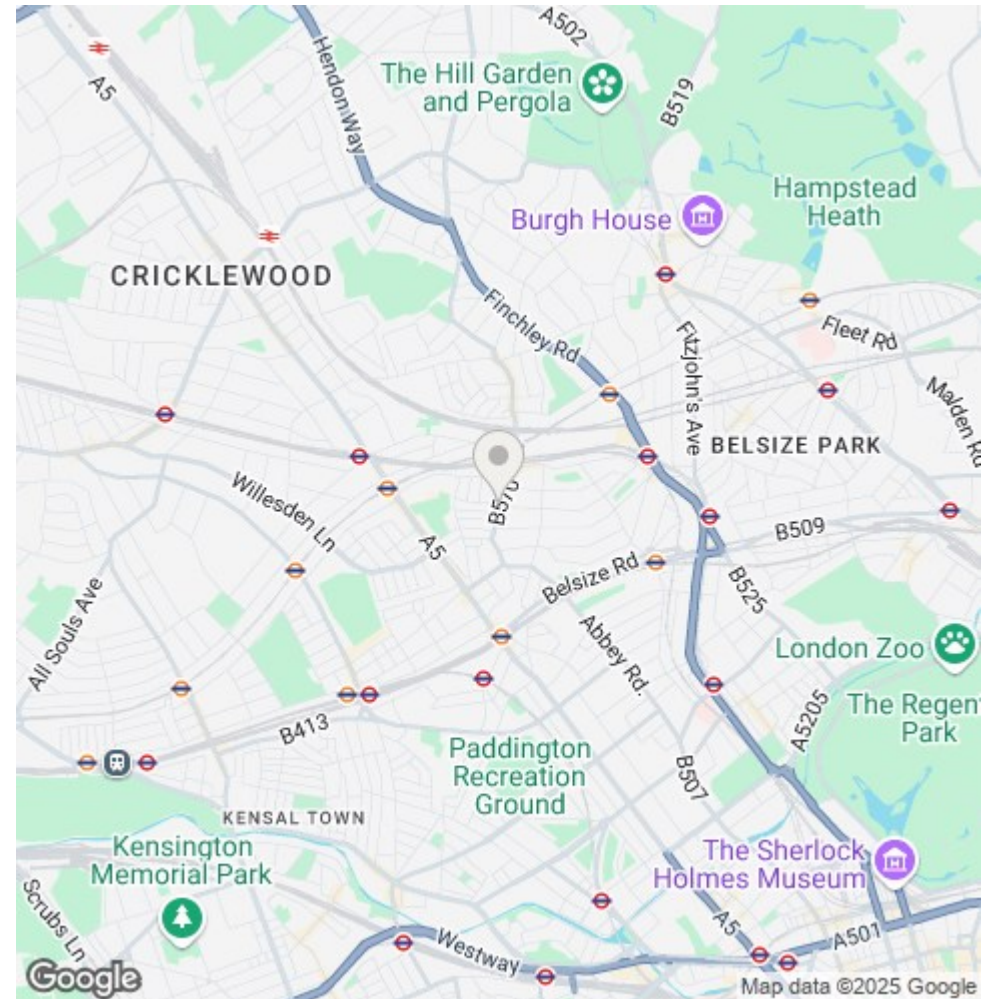 A502
Hendon Way
A5
The Hill Garden
and Pergola
B519
Hampstead
Heath
Burgh House
CRICKLEWOOD
Finchley Rd
Fitzjohn's Ave
Fleet Rd
Malden Rd
BELSIZE PARK
Willesden Ln
B510
B509
A5
Belsize Rd
B525
All Souls Ave
Abbey Rd.
London Zoo
A5205
The Regent
Park
B413
Paddington
Recreation
Ground
B507
KENSAL TOWN
Kensington
Memorial Park
The Sherlock
Holmes Museum
Scrubs Ln
A5
A501
Westway
Google
Map data ©2025 Google